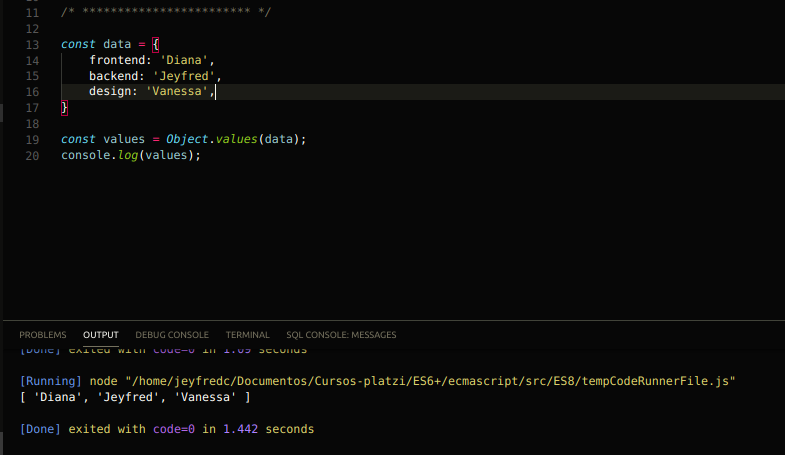 11 /* ************************ */
12
13 const data = {
14     frontend: 'Diana',
15     backend: 'Jeyfred',
16     design: 'Vanessa',
17 }
18
19 const values = Object.values(data);
20 console.log(values);
PROBLEMS OUTPUT DEBUG CONSOLE TERMINAL SQL CONSOLE: MESSAGES
[Done] exited with code=0 in 1.09 seconds
[Running] node "/home/jeyfredc/Documentos/Cursos-platzi/ES6+/ecmascript/src/ES8/tempCodeRunnerFile.js"
[ 'Diana', 'Jeyfred', 'Vanessa' ]
[Done] exited with code=0 in 1.442 seconds